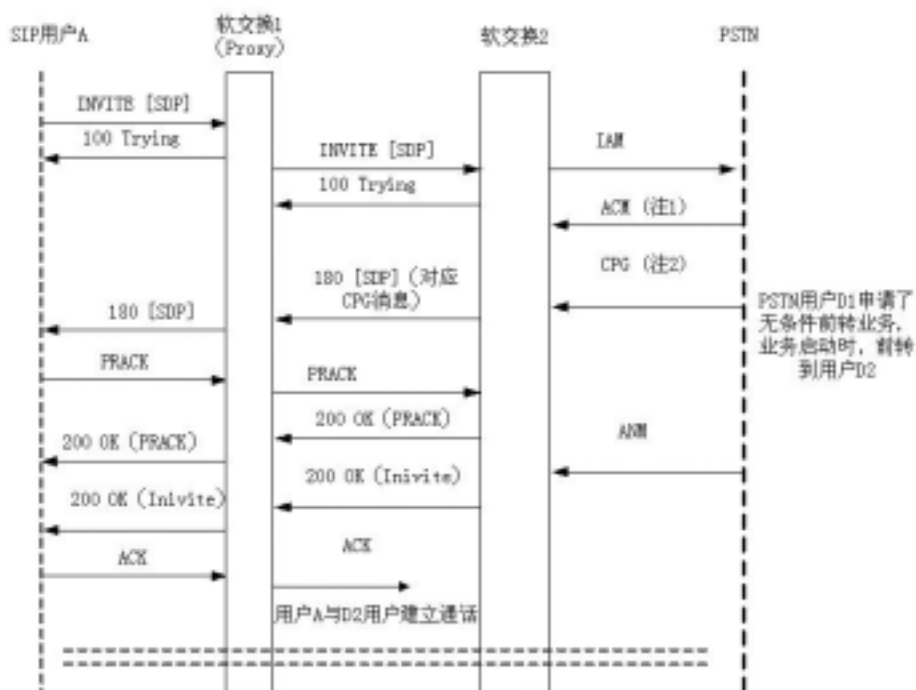 SIP用户A
软交换1
(Proxy)
软交换2
PSTN
INVITE [SDP]
100 Trying
INVITE [SDP]
IAM
100 Trying
ACM (注1)
CPG (注2)
180 [SDP] (对应
CPG消息)
180 [SDP]
PSTN用户D1申请了
无条件前转业务,
业务启动时, 前转
到用户D2
PRACK
PRACK
200 OK (PRACK)
ANM
200 OK (PRACK)
200 OK (Inivite)
200 OK (Inivite)
ACK
ACK
用户A与D2用户建立通话